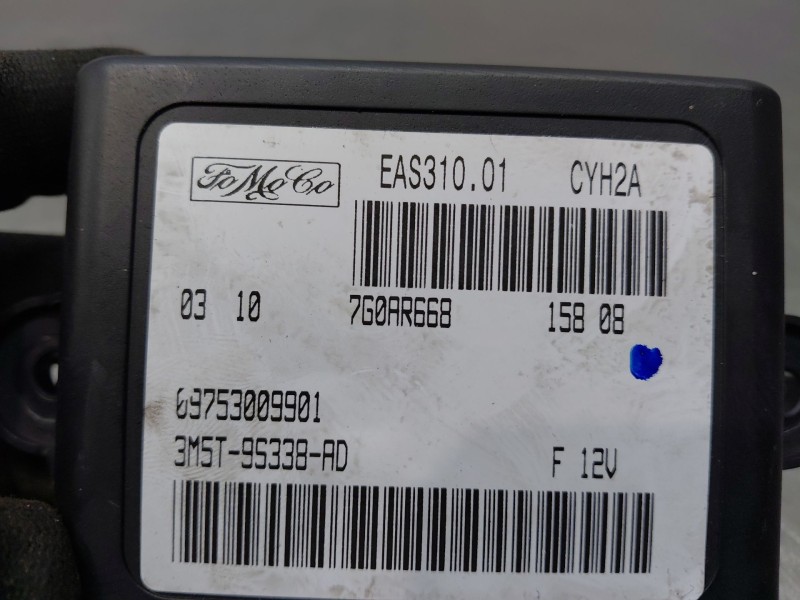 FoMoCo
EAS310.01 CYH2A
03 10 7G0AR668 158 08
69753009901
3M5T-9S338-AD F 12V